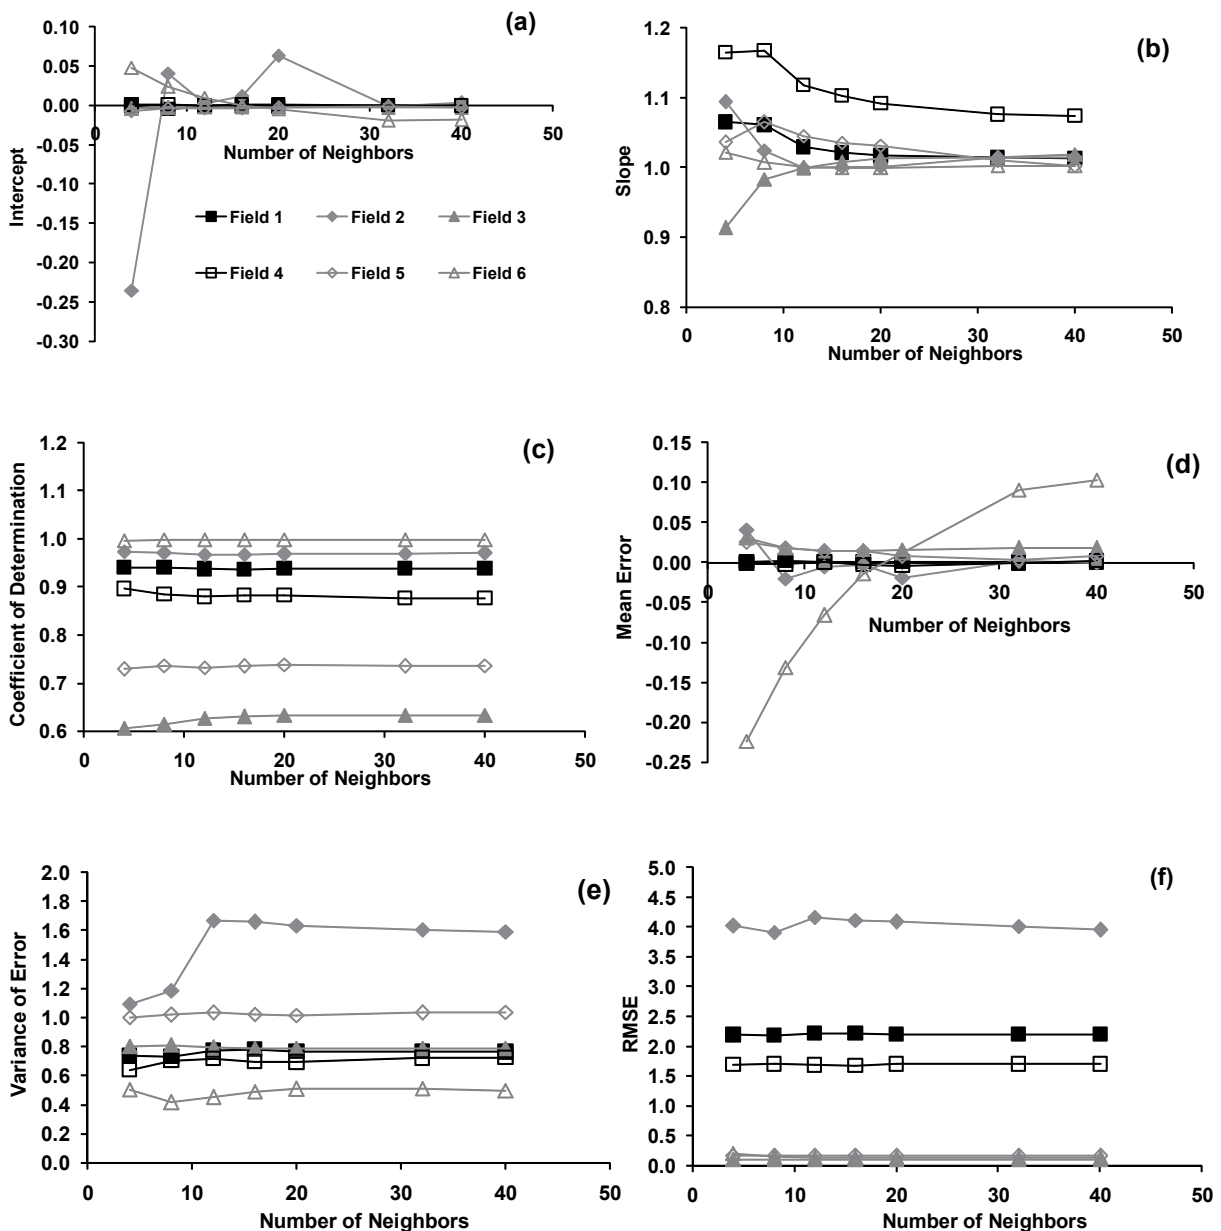 (a)
0.10
0.05
0.00
-0.05
-0.10
-0.15
-0.20
-0.25
-0.30
0 10 20 30 40 50
Number of Neighbors
Intercept
Field 1 Field 2 Field 3
Field 4 Field 5 Field 6
(b)
1.2
1.1
1.0
0.9
0.8
0 10 20 30 40 50
Number of Neighbors
Slope
(c)
1.2
1.1
1.0
0.9
0.8
0.7
0.6
0 10 20 30 40 50
Number of Neighbors
Coefficient of Determination
(d)
0.15
0.10
0.05
0.00
-0.05
-0.10
-0.15
-0.20
-0.25
0 10 20 30 40 50
Number of Neighbors
Mean Error
(e)
2.0
1.8
1.6
1.4
1.2
1.0
0.8
0.6
0.4
0.2
0.0
0 10 20 30 40 50
Number of Neighbors
Variance of Error
(f)
5.0
4.5
4.0
3.5
3.0
2.5
2.0
1.5
1.0
0.5
0.0
0 10 20 30 40 50
Number of Neighbors
RMSE